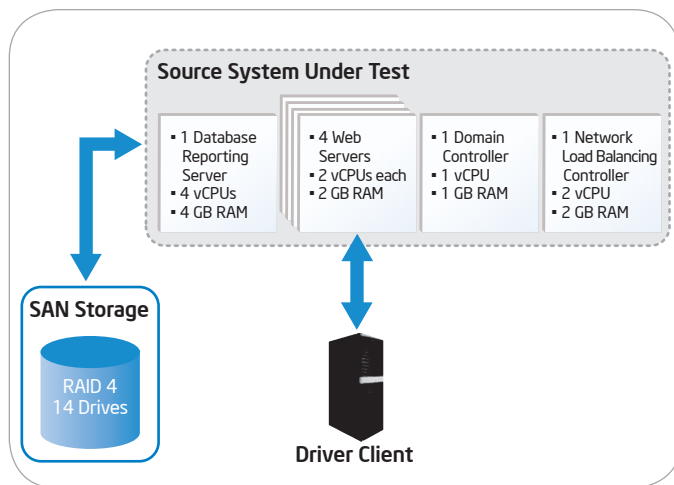 Source System Under Test
▪ 1 Database
Reporting
Server
▪ 4 vCPUs
▪ 4 GB RAM
▪ 4 Web
Servers
▪ 2 vCPUs each
▪ 2 GB RAM
▪ 1 Domain
Controller
▪ 1 vCPU
▪ 1 GB RAM
▪ 1 Network
Load Balancing
Controller
▪ 2 vCPU
▪ 2 GB RAM
SAN Storage
RAID 4
14 Drives
Driver Client